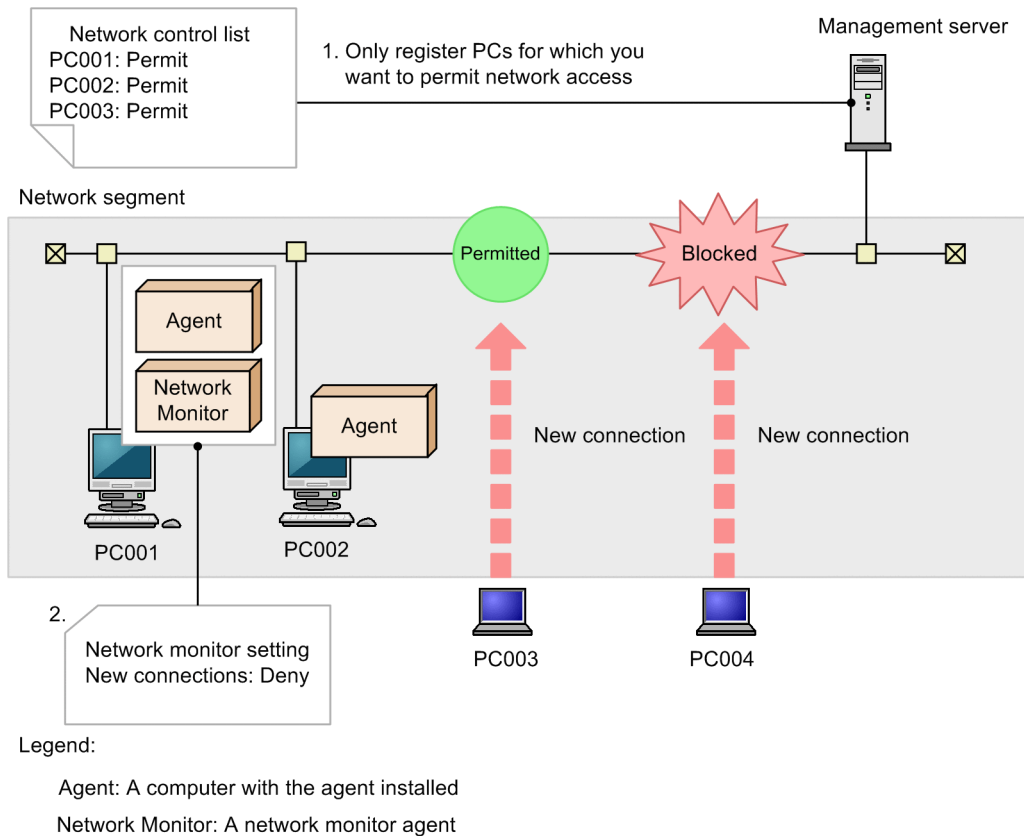 Network control list
PC001: Permit
PC002: Permit
PC003: Permit
1. Only register PCs for which you
want to permit network access
Management server
Network segment
Permitted
Blocked
Agent
Network
Monitor
Agent
New connection
New connection
PC001
PC002
2.
Network monitor setting
New connections: Deny
PC003
PC004
Legend:
Agent: A computer with the agent installed
Network Monitor: A network monitor agent